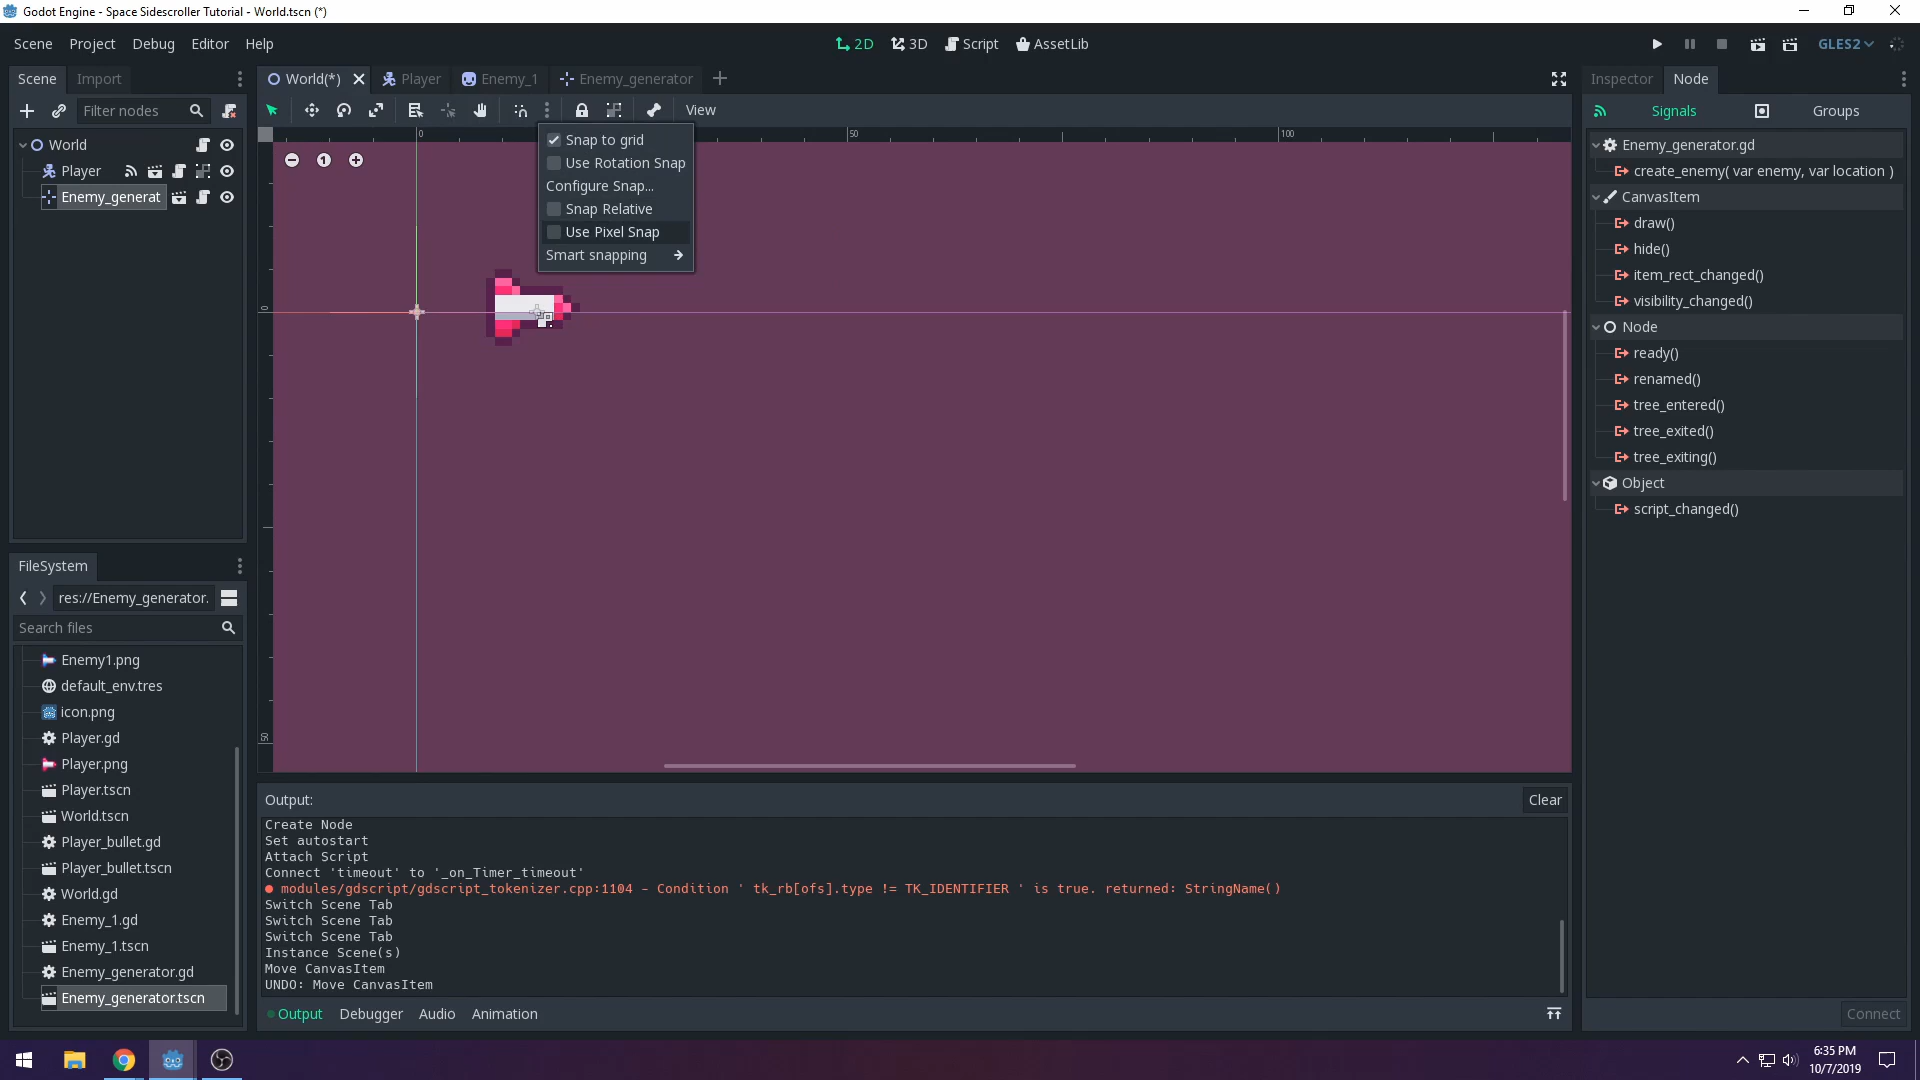 Godot Engine - Space Sidescroller Tutorial - World.tscn (*)
Scene Project Debug Editor Help
2D 3D Script AssetLib
GLES2
Scene Import
World(*) Player Enemy_1 Enemy_generator
Inspector Node
Filter nodes
View
Signals Groups
World
Player
Enemy_generat
0 50 100
1
0
50
Snap to grid
Use Rotation Snap
Configure Snap...
Snap Relative
Use Pixel Snap
Smart snapping
Enemy_generator.gd
create_enemy( var enemy, var location )
CanvasItem
draw()
hide()
item_rect_changed()
visibility_changed()
Node
ready()
renamed()
tree_entered()
tree_exited()
tree_exiting()
Object
script_changed()
FileSystem
res://Enemy_generator.
Search files
Enemy1.png
default_env.tres
icon.png
Player.gd
Player.png
Player.tscn
World.tscn
Player_bullet.gd
Player_bullet.tscn
World.gd
Enemy_1.gd
Enemy_1.tscn
Enemy_generator.gd
Enemy_generator.tscn
Output:
Clear
Create Node
Set autostart
Attach Script
Connect 'timeout' to '_on_Timer_timeout'
modules/gdscript/gdscript_tokenizer.cpp:1104 - Condition ' tk_rb[ofs].type != TK_IDENTIFIER ' is true. returned: StringName()
Switch Scene Tab
Switch Scene Tab
Switch Scene Tab
Instance Scene(s)
Move CanvasItem
UNDO: Move CanvasItem
Output Debugger Audio Animation
Connect
6:35 PM
10/7/2019